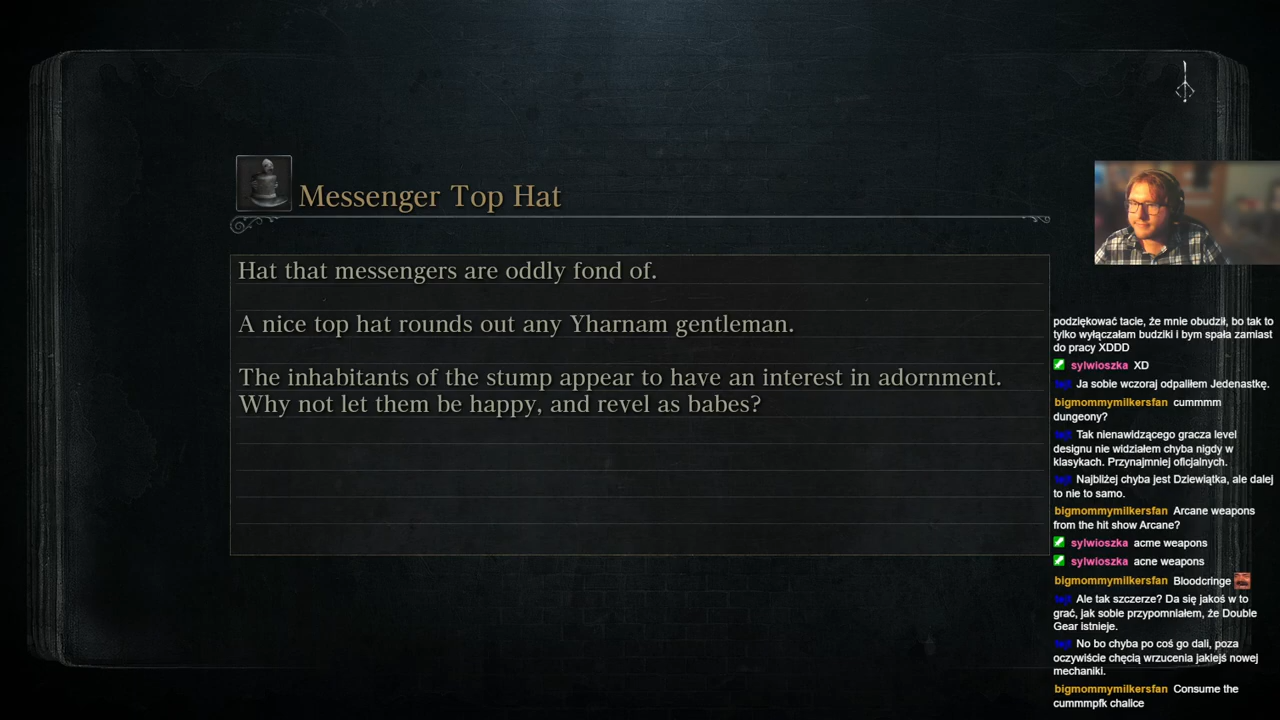 Messenger Top Hat
Hat that messengers are oddly fond of.
A nice top hat rounds out any Yharnam gentleman.
The inhabitants of the stump appear to have an interest in adornment.
Why not let them be happy, and revel as babes?
podziękować tacie, że mnie obudził, bo tak to
tylko wyłączałam budziki i bym spała zamiast
do pracy XDDD
sylwioszka XD
Ja sobie wczoraj odpaliłem Jedenastkę.
bigmommymilkersfan cummmm
dungeony?
Tak nienawidzącego gracza level
designu nie widziałem chyba nigdy w
klasykach. Przynajmniej oficjalnych.
Najbliżej chyba jest Dziewiątka, ale dalej
to nie to samo.
bigmommymilkersfan Arcane weapons
from the hit show Arcane?
sylwioszka acme weapons
sylwioszka acne weapons
bigmommymilkersfan Bloodcringe
Ale tak szczerze? Da się jakoś w to
grać, jak sobie przypomniałem, że Double
Gear istnieje.
No bo chyba po coś go dali, poza
oczywiście chęcią wrzucenia jakiejś nowej
mechaniki.
bigmommymilkersfan Consume the
cummmpfk chalice